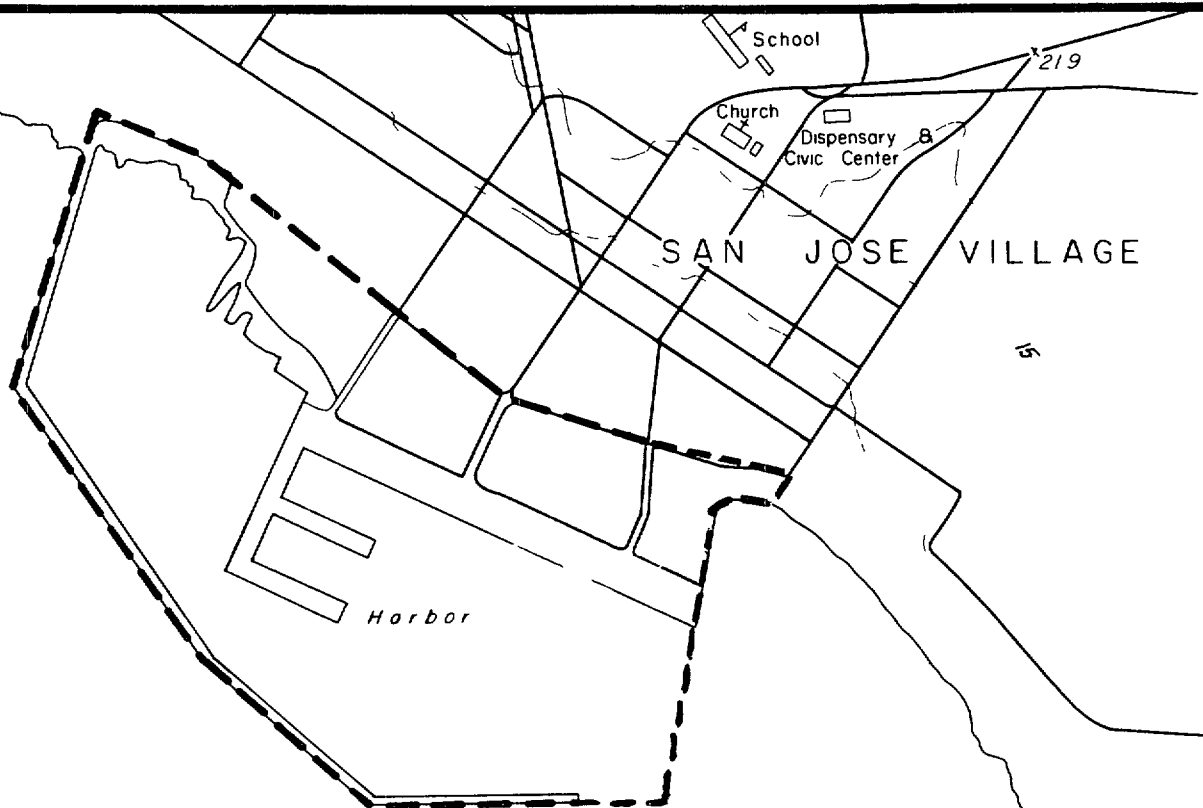 School
219
Church
Dispensary &
Civic Center
SAN JOSE VILLAGE
15
Harbor